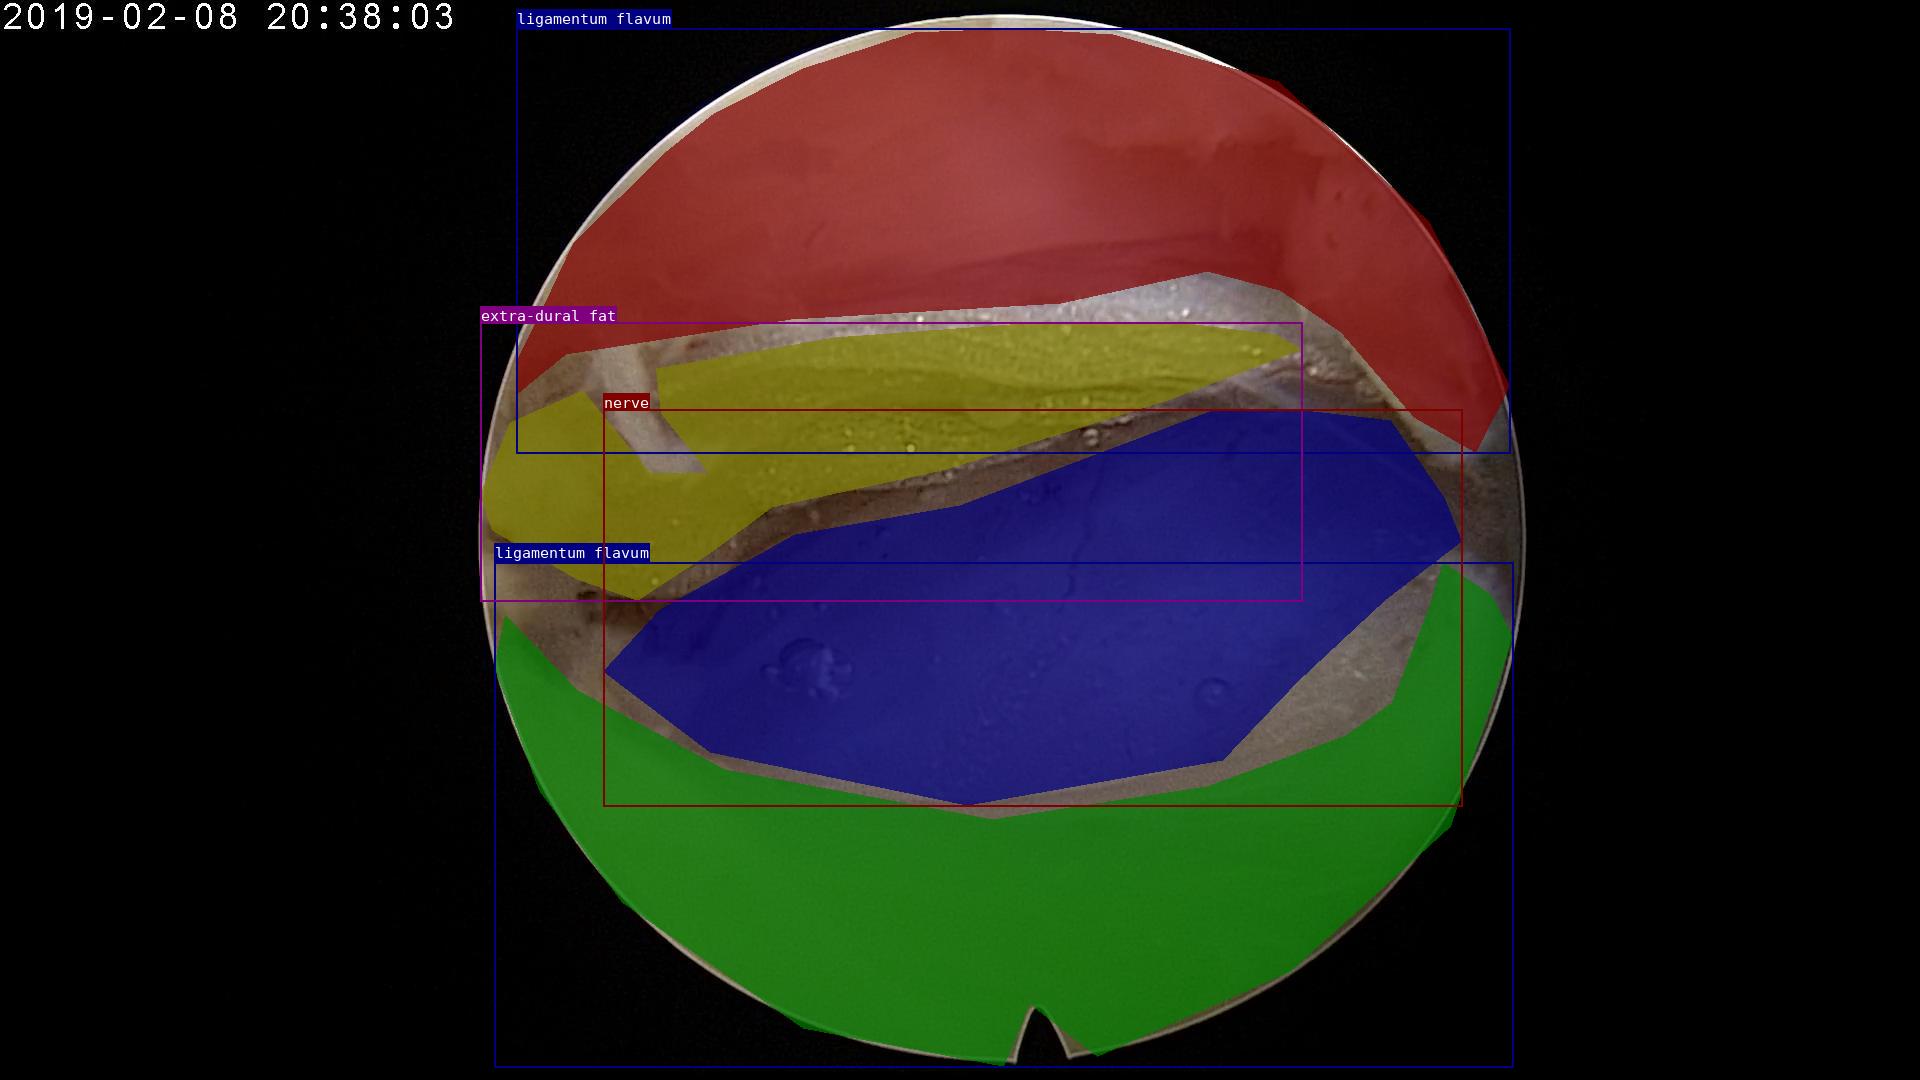 2019-02-08 20:38:03
ligamentum flavum
extra-dural fat
nerve
ligamentum flavum